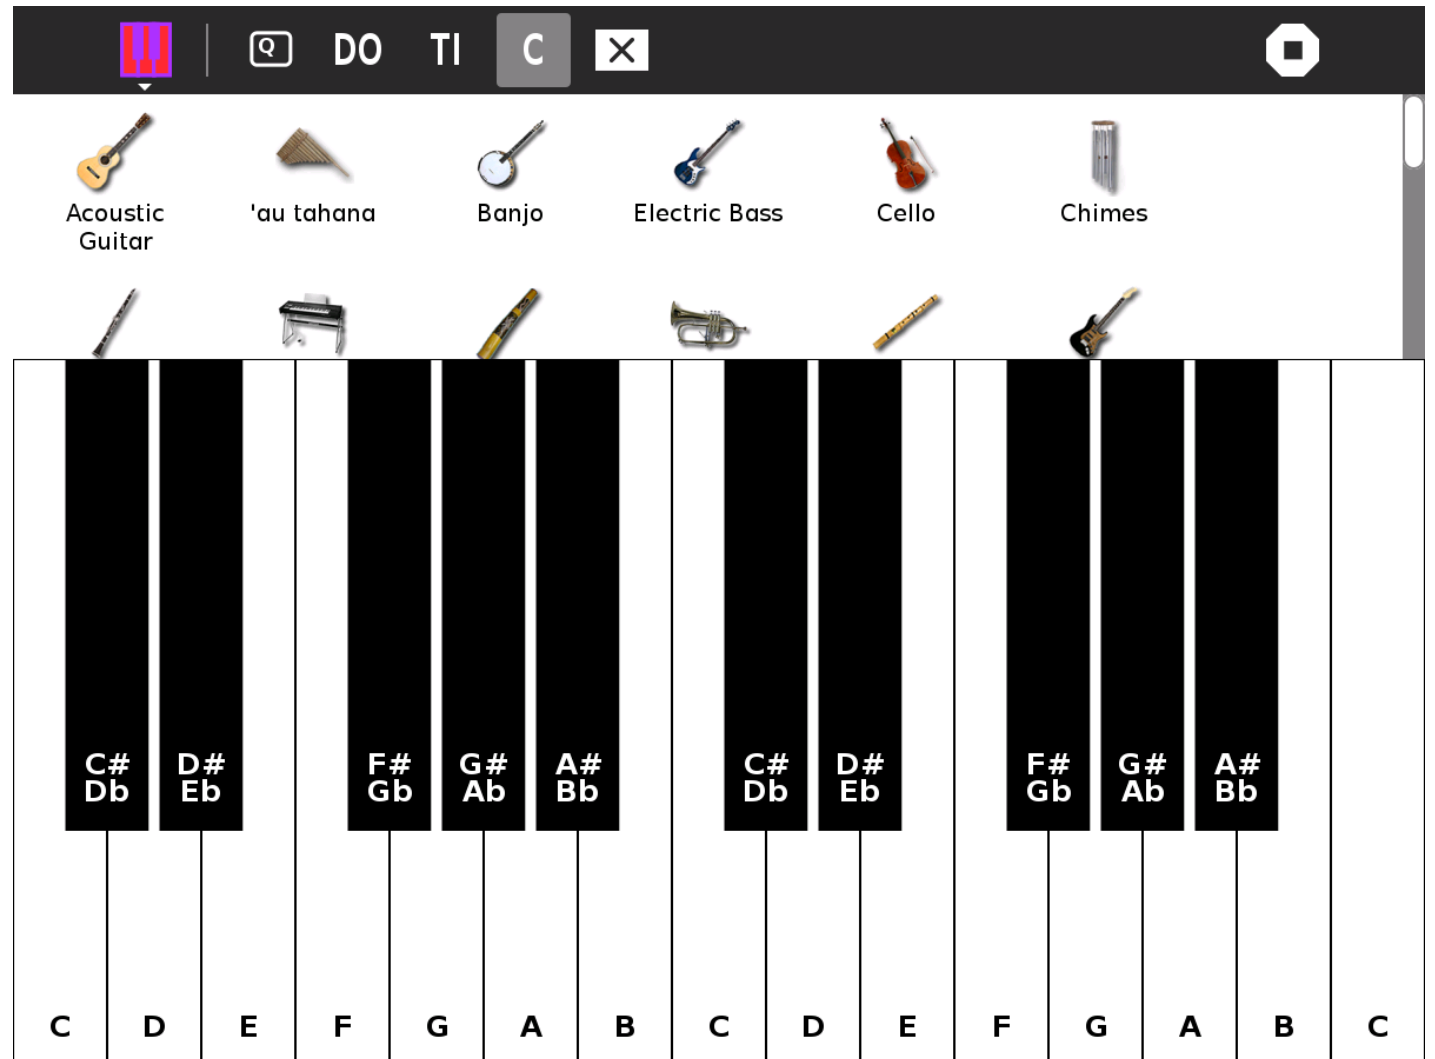 Q DO TI C
Acoustic 'au tahana Banjo Electric Bass Cello Chimes
Guitar
C# D# F# G# A# C# D# F# G# A#
Db Eb Gb Ab Bb Db Eb Gb Ab Bb
C D E F G A B C D E F G A B C